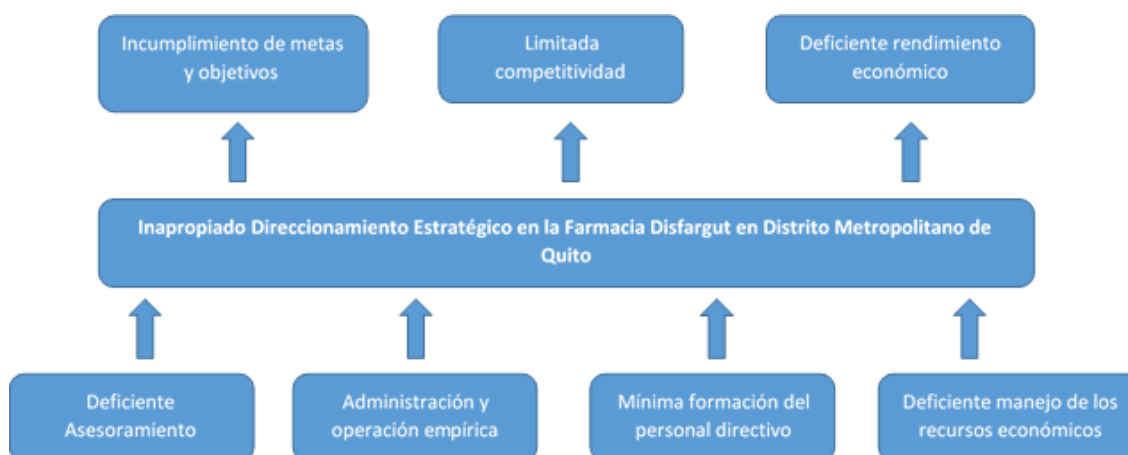 Incumplimiento de metas
y objetivos
Limitada
competitividad
Deficiente rendimiento
económico
Inapropiado Direccionamiento Estratégico en la Farmacia Disfargut en Distrito Metropolitano de
Quito
Deficiente
Asesoramiento
Administración y
operación empírica
Mínima formación del
personal directivo
Deficiente manejo de los
recursos económicos